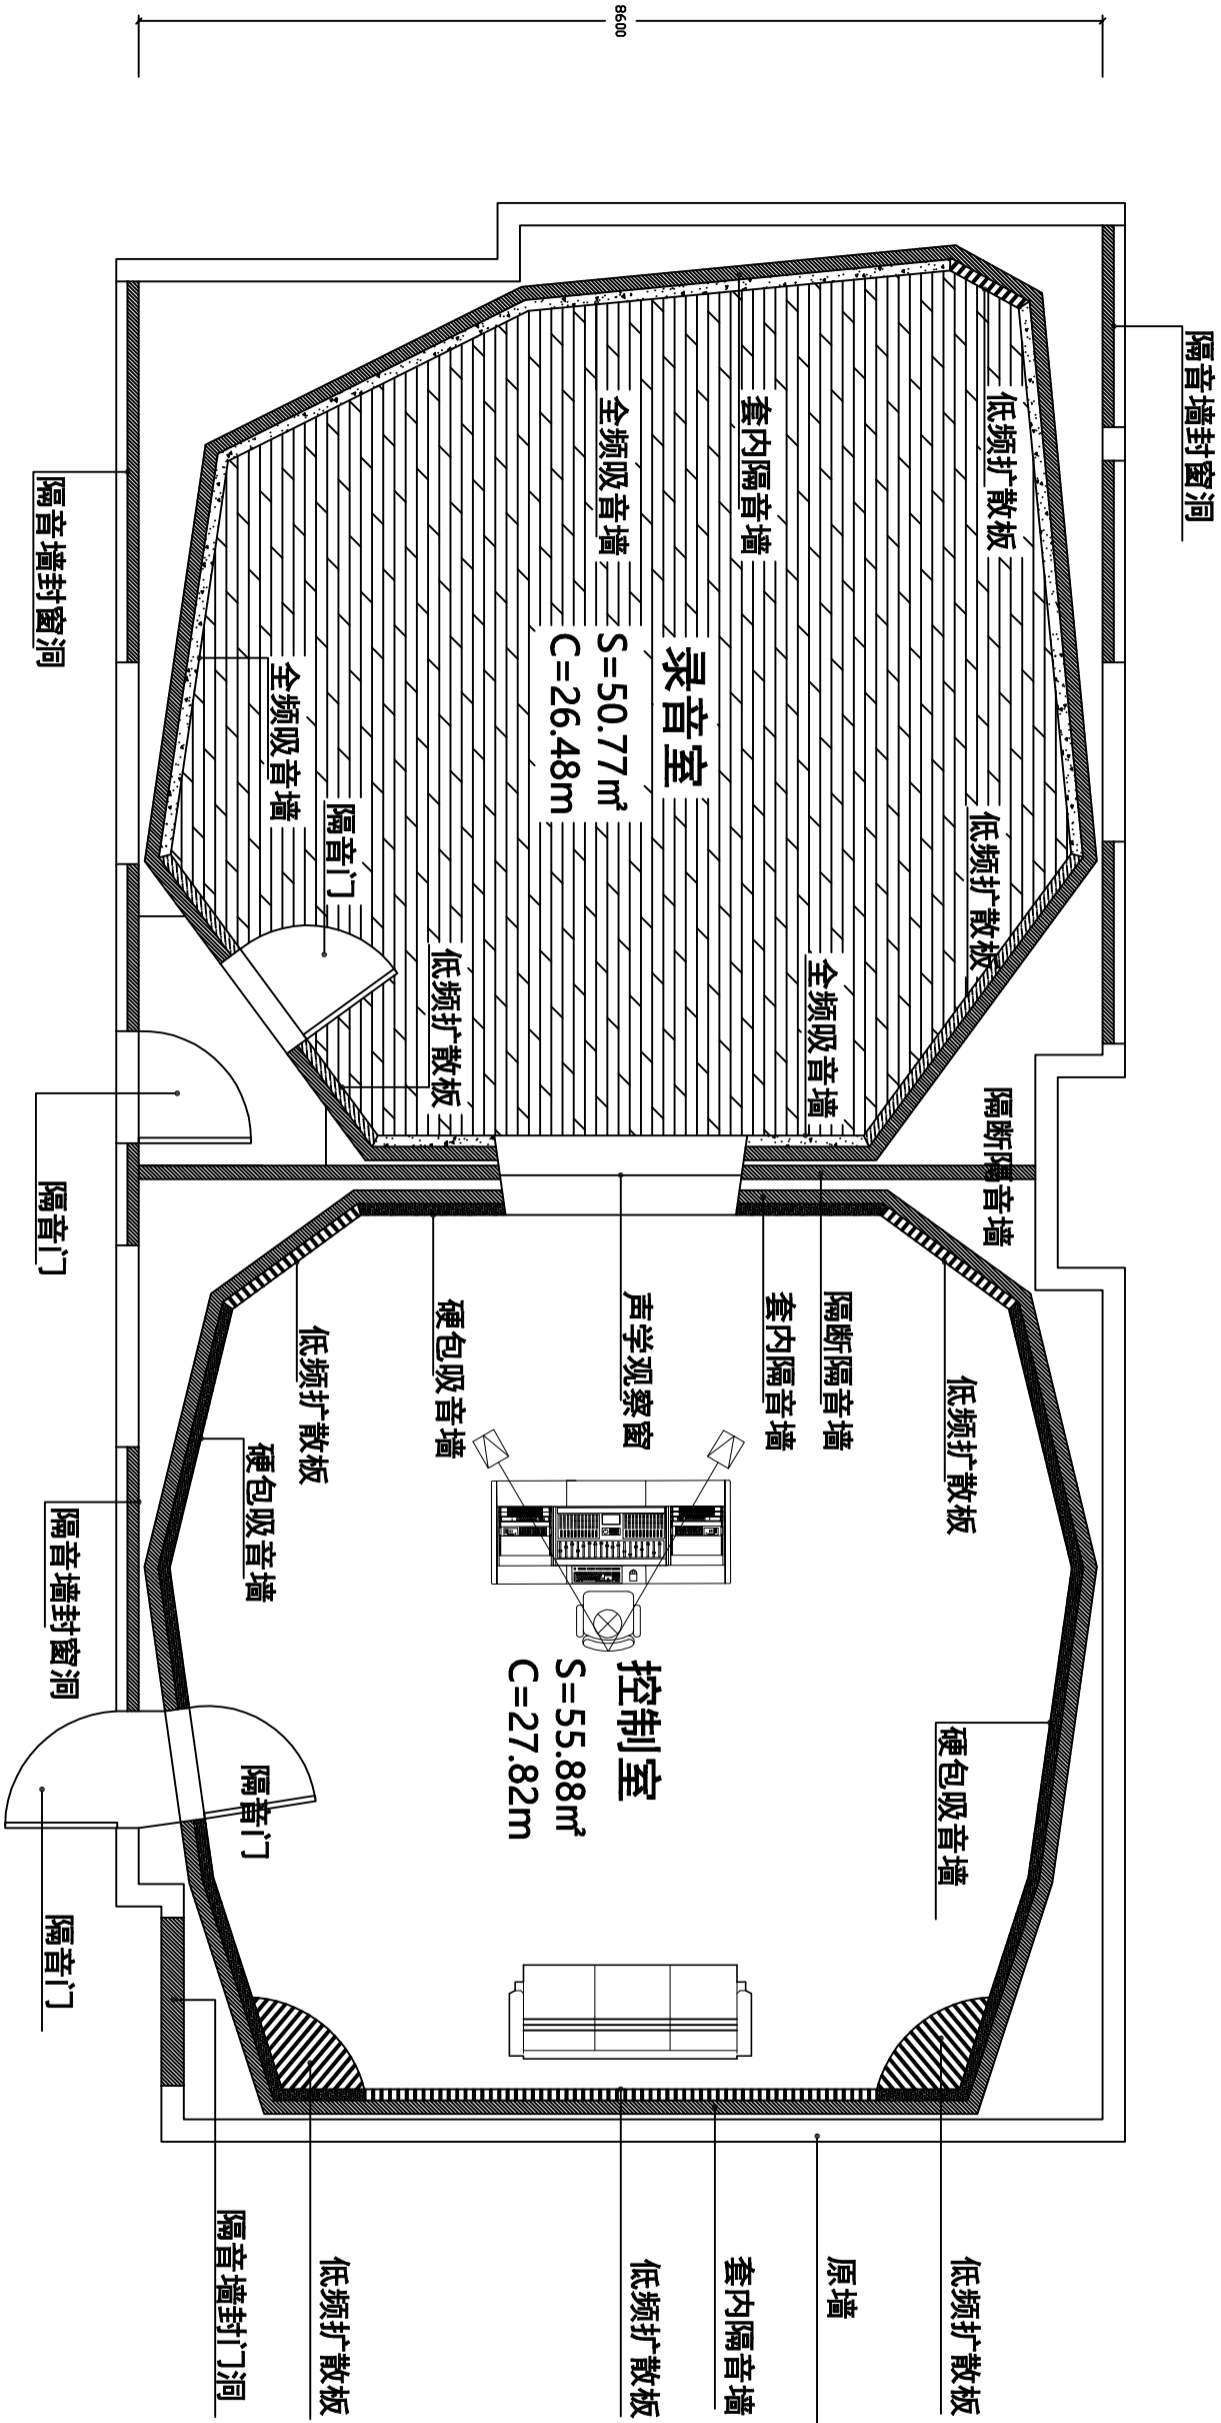 8600
隔音墙封窗洞
低频扩散板
套内隔音墙
全频吸音墙
隔音墙封窗洞
录音室
S=50.77㎡
C=26.48m
全频吸音墙
隔音门
低频扩散板
全频吸音墙
低频扩散板
隔断隔音墙
隔音门
低频扩散板
隔断隔音墙
套内隔音墙
声学观察窗
硬包吸音墙
低频扩散板
硬包吸音墙
隔音墙封窗洞
控制室
S=55.88㎡
C=27.82m
硬包吸音墙
隔音门
隔音门
低频扩散板
原墙
套内隔音墙
低频扩散板
低频扩散板
隔音墙封门洞